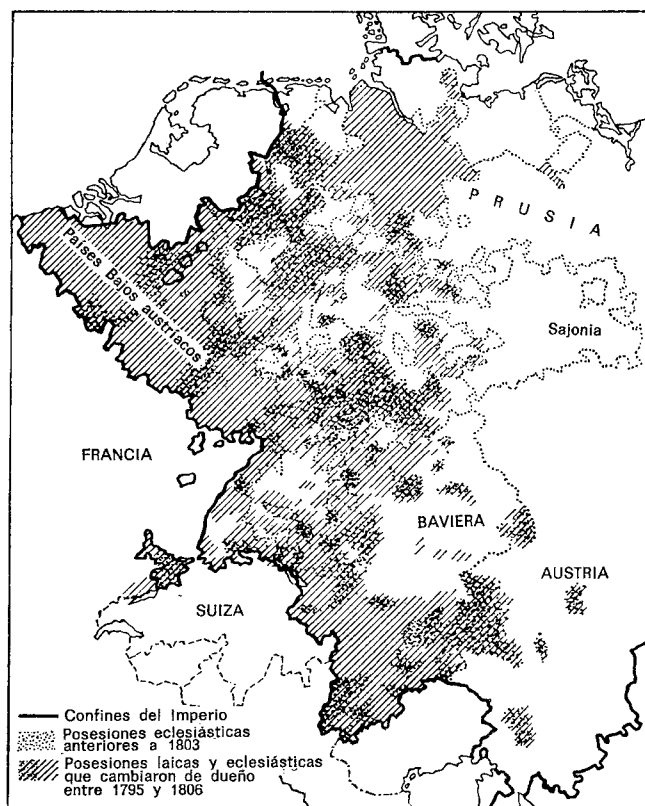 PRUSIA
Países Bajos austriacos
Sajonia
FRANCIA
BAVIERA
AUSTRIA
SUIZA
Confines del Imperio
Posesiones eclesiásticas
anteriores a 1803
Posesiones laicas y eclesiásticas
que cambiaron de dueño
entre 1795 y 1806